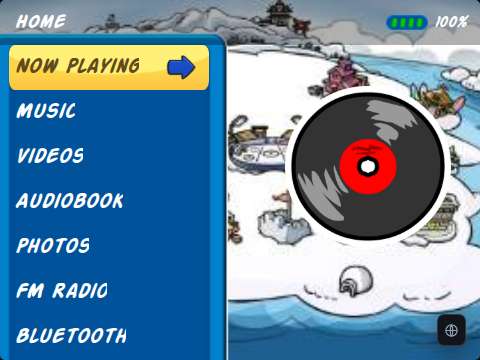 HOME
100%
NOW PLAYING
MUSIC
VIDEOS
AUDIOBOOK
PHOTOS
FM RADIO
BLUETOOTH